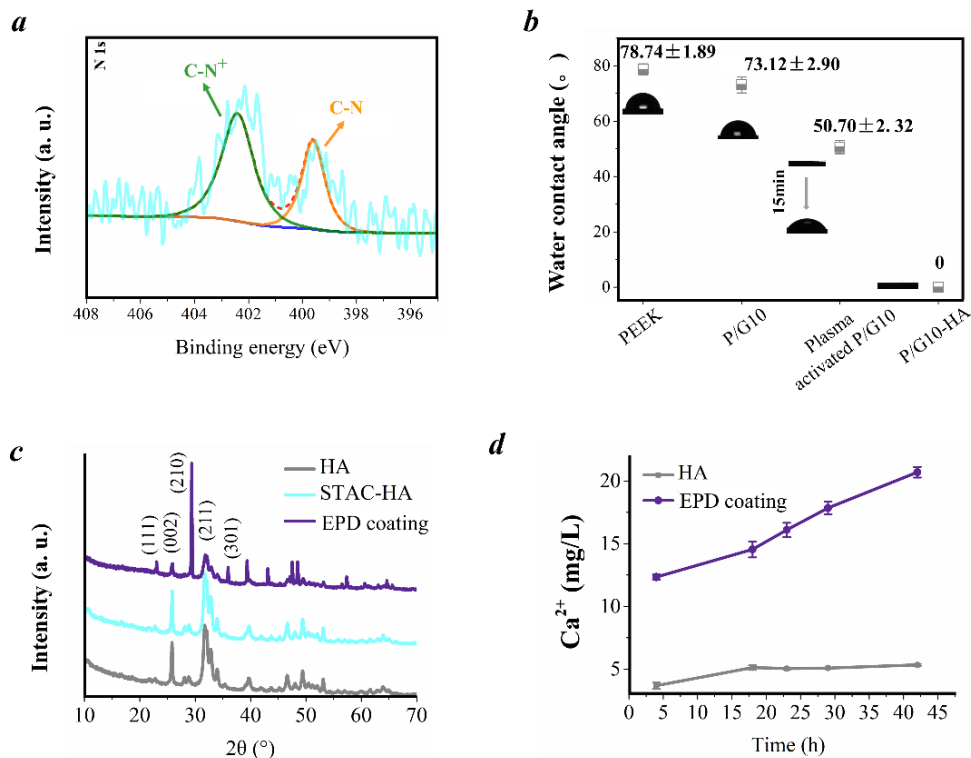 a
N 1s
C-N⁺
C-N
Intensity (a. u.)
408 406 404 402 400 398 396
Binding energy (eV)
b
78.74±1.89
73.12±2.90
50.70±2.32
15min
0
Water contact angle (。)
80
60
40
20
0
PEEK
P/G10
Plasma
activated P/G10
P/G10-HA
c
HA
STAC-HA
EPD coating
(111)
(002)
(210)
(211)
(301)
Intensity (a. u.)
10 20 30 40 50 60 70
2θ (°)
d
HA
EPD coating
Ca²⁺ (mg/L)
20
15
10
5
0 5 10 15 20 25 30 35 40 45
Time (h)